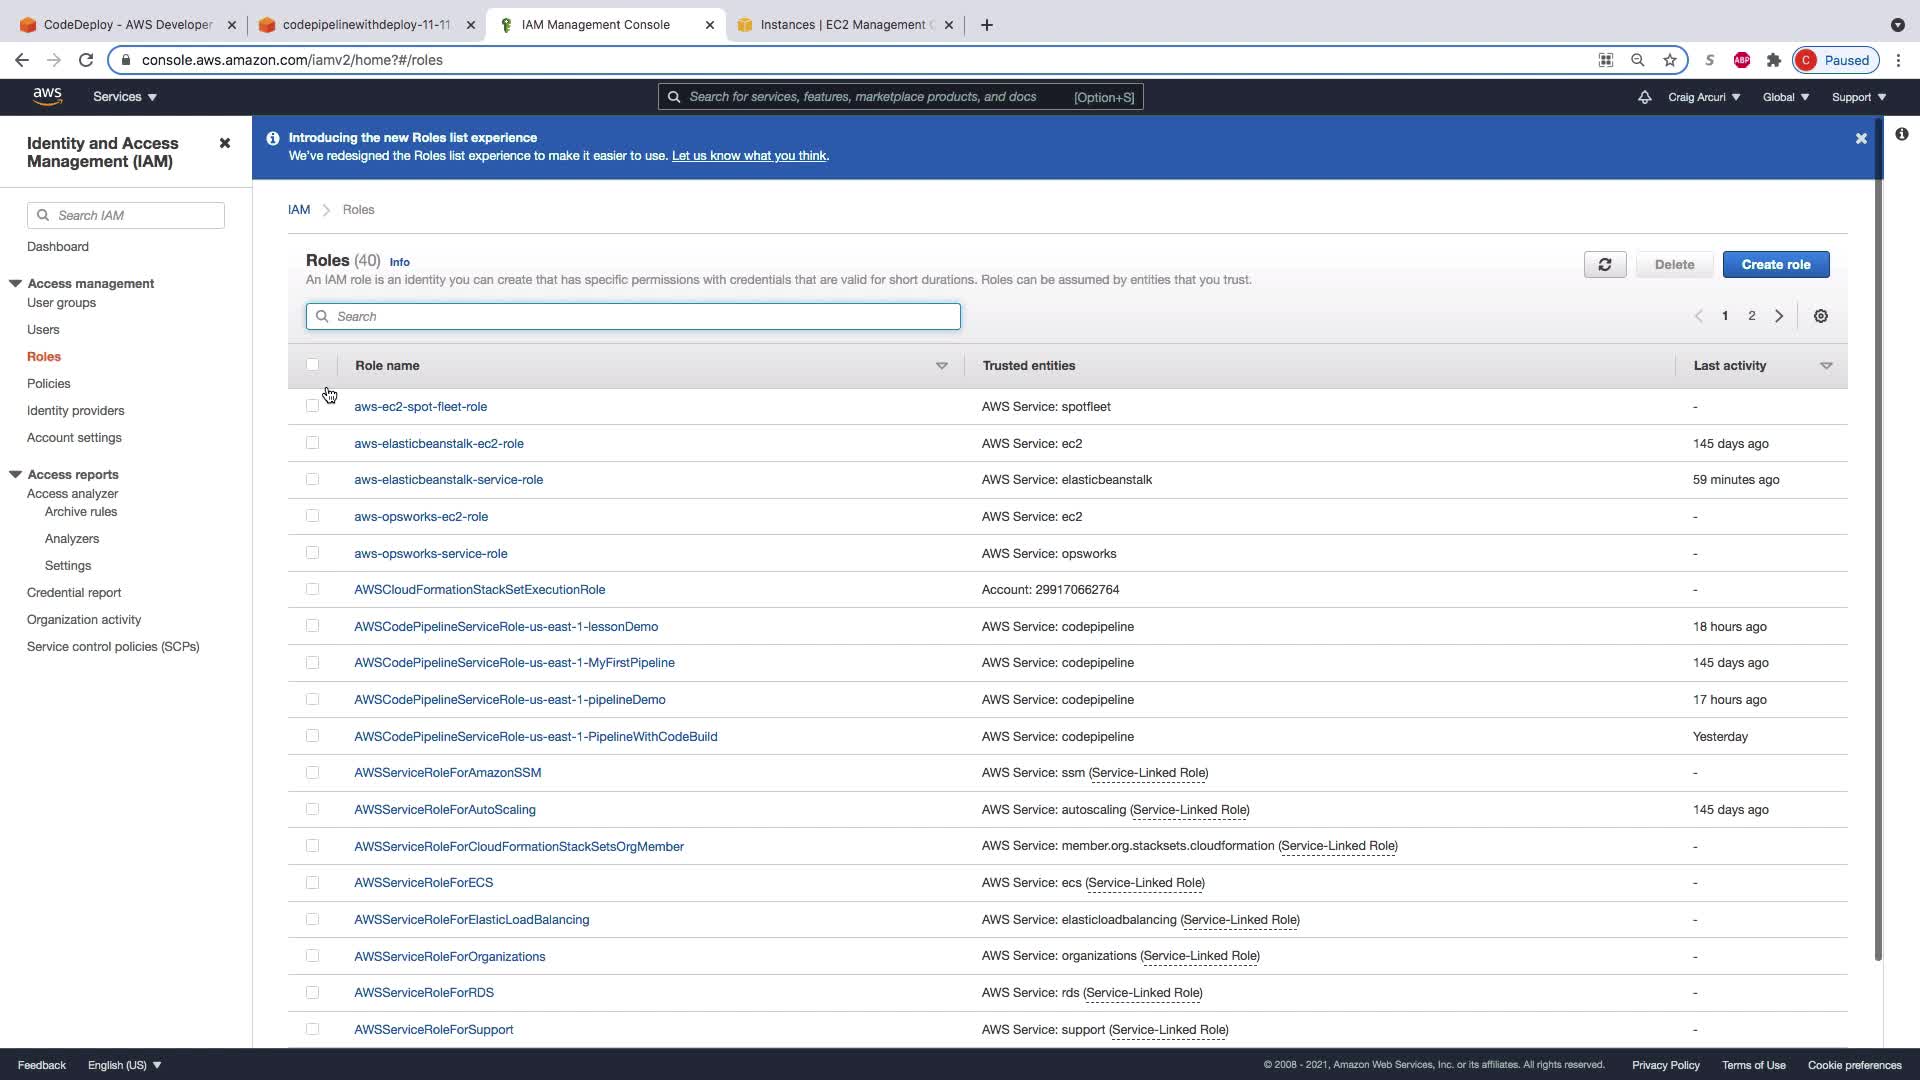 CodeDeploy - AWS Developer
codepipelinewithdeploy-11-11
IAM Management Console
Instances | EC2 Management C
console.aws.amazon.com/iamv2/home?#/roles
S
ABP
C
Paused
aws
Services
Search for services, features, marketplace products, and docs
[Option+S]
Craig Arcuri
Global
Support
Identity and Access
Management (IAM)
Search IAM
Dashboard
Access management
User groups
Users
Roles
Policies
Identity providers
Account settings
Access reports
Access analyzer
Archive rules
Analyzers
Settings
Credential report
Organization activity
Service control policies (SCPs)
Introducing the new Roles list experience
We've redesigned the Roles list experience to make it easier to use. Let us know what you think.
IAM > Roles
Roles (40) Info
An IAM role is an identity you can create that has specific permissions with credentials that are valid for short durations. Roles can be assumed by entities that you trust.
Delete
Create role
Search
1 2
Role name Trusted entities Last activity
aws-ec2-spot-fleet-role AWS Service: spotfleet -
aws-elasticbeanstalk-ec2-role AWS Service: ec2 145 days ago
aws-elasticbeanstalk-service-role AWS Service: elasticbeanstalk 59 minutes ago
aws-opsworks-ec2-role AWS Service: ec2 -
aws-opsworks-service-role AWS Service: opsworks -
AWSCloudFormationStackSetExecutionRole Account: 299170662764 -
AWSCodePipelineServiceRole-us-east-1-lessonDemo AWS Service: codepipeline 18 hours ago
AWSCodePipelineServiceRole-us-east-1-MyFirstPipeline AWS Service: codepipeline 145 days ago
AWSCodePipelineServiceRole-us-east-1-pipelineDemo AWS Service: codepipeline 17 hours ago
AWSCodePipelineServiceRole-us-east-1-PipelineWithCodeBuild AWS Service: codepipeline Yesterday
AWSServiceRoleForAmazonSSM AWS Service: ssm (Service-Linked Role) -
AWSServiceRoleForAutoScaling AWS Service: autoscaling (Service-Linked Role) 145 days ago
AWSServiceRoleForCloudFormationStackSetsOrgMember AWS Service: member.org.stacksets.cloudformation (Service-Linked Role) -
AWSServiceRoleForECS AWS Service: ecs (Service-Linked Role) -
AWSServiceRoleForElasticLoadBalancing AWS Service: elasticloadbalancing (Service-Linked Role) -
AWSServiceRoleForOrganizations AWS Service: organizations (Service-Linked Role) -
AWSServiceRoleForRDS AWS Service: rds (Service-Linked Role) -
AWSServiceRoleForSupport AWS Service: support (Service-Linked Role) -
Feedback English (US) © 2008 - 2021, Amazon Web Services, Inc. or its affiliates. All rights reserved. Privacy Policy Terms of Use Cookie preferences